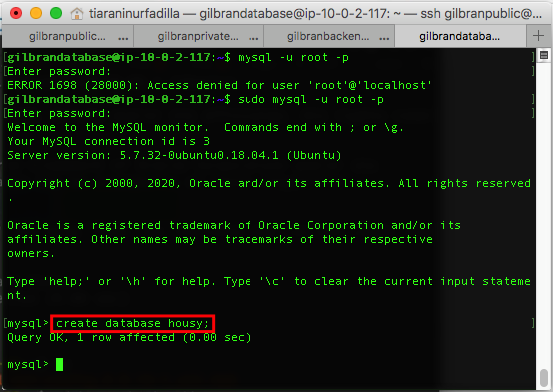 tiaraninurfadilla — gilbrandatabase@ip-10-0-2-117: ~ — ssh gilbranpublic@...
gilbranpublic... ...
gilbranprivate... ...
gilbranbacken... ...
gilbrandataba...
[gilbrandatabase@ip-10-0-2-117:~$ mysql -u root -p ]
[Enter password: ]
ERROR 1698 (28000): Access denied for user 'root'@'localhost'
[gilbrandatabase@ip-10-0-2-117:~$ sudo mysql -u root -p ]
[Enter password: ]
Welcome to the MySQL monitor.  Commands end with ; or \g.
Your MySQL connection id is 3
Server version: 5.7.32-0ubuntu0.18.04.1 (Ubuntu)
Copyright (c) 2000, 2020, Oracle and/or its affiliates. All rights reserved
.
Oracle is a registered trademark of Oracle Corporation and/or its
affiliates. Other names may be trademarks of their respective
owners.
Type 'help;' or '\h' for help. Type '\c' to clear the current input stateme
nt.
[mysql> create database housy; ]
Query OK, 1 row affected (0.00 sec)
mysql>